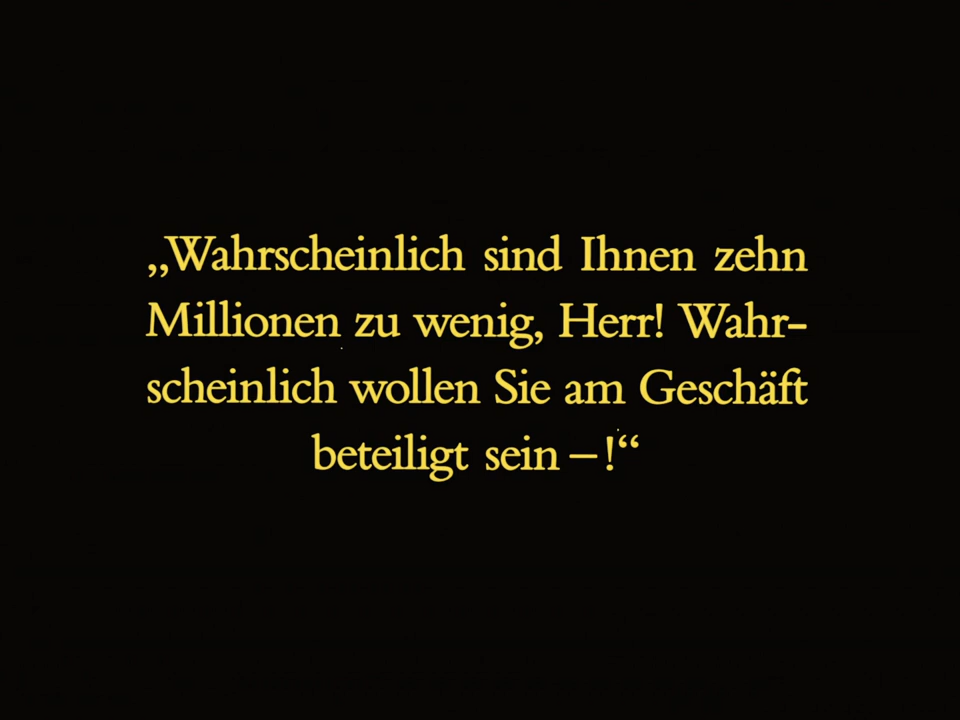 „Wahrscheinlich sind Ihnen zehn
Millionen zu wenig, Herr! Wahr-
scheinlich wollen Sie am Geschäft
beteiligt sein – !“